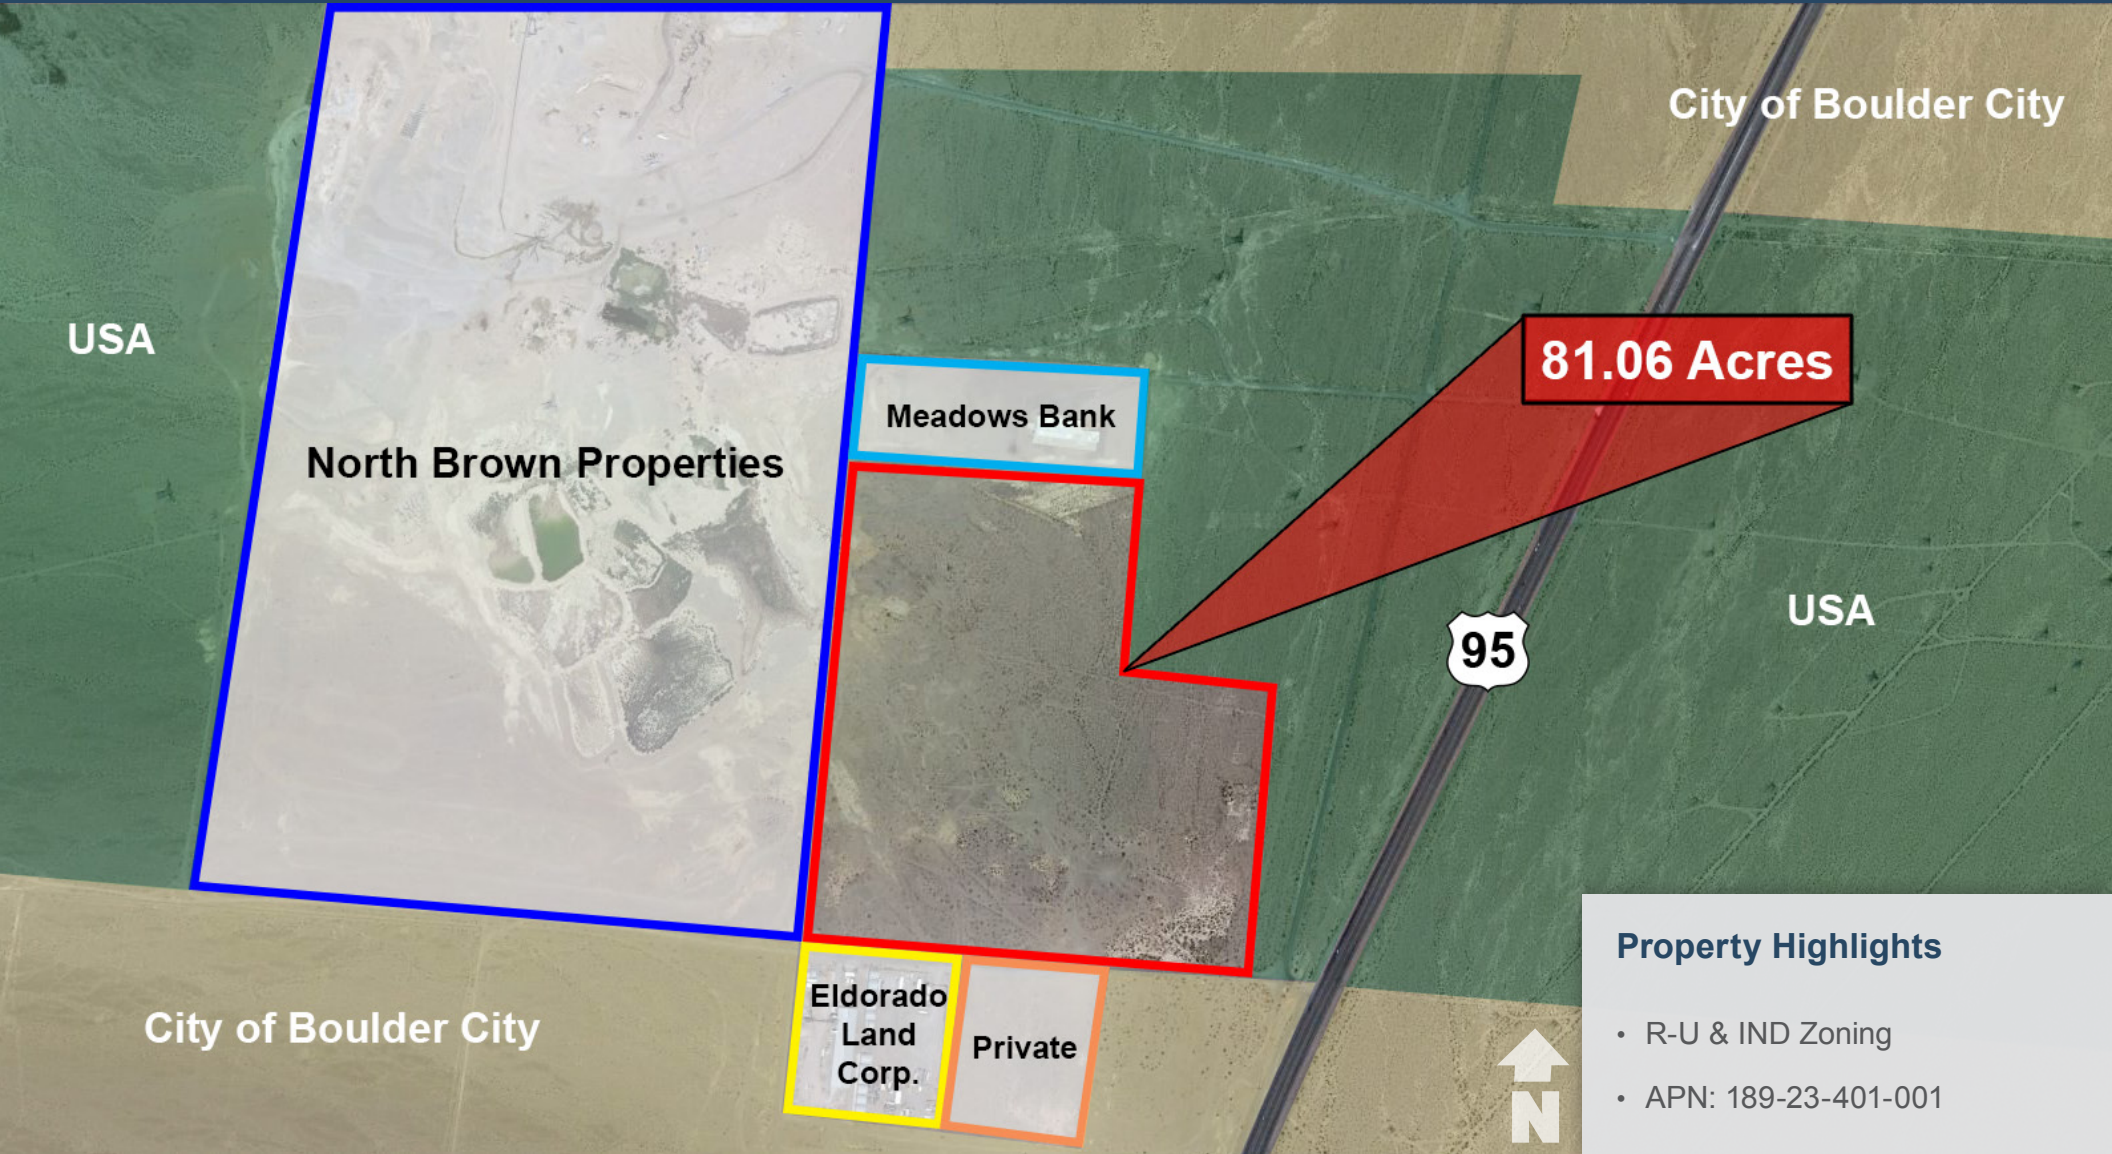 City of Boulder City
USA
81.06 Acres
Meadows Bank
North Brown Properties
USA
95
Property Highlights
Eldorado
Land
Corp.
Private
City of Boulder City
• R-U & IND Zoning
• APN: 189-23-401-001
N